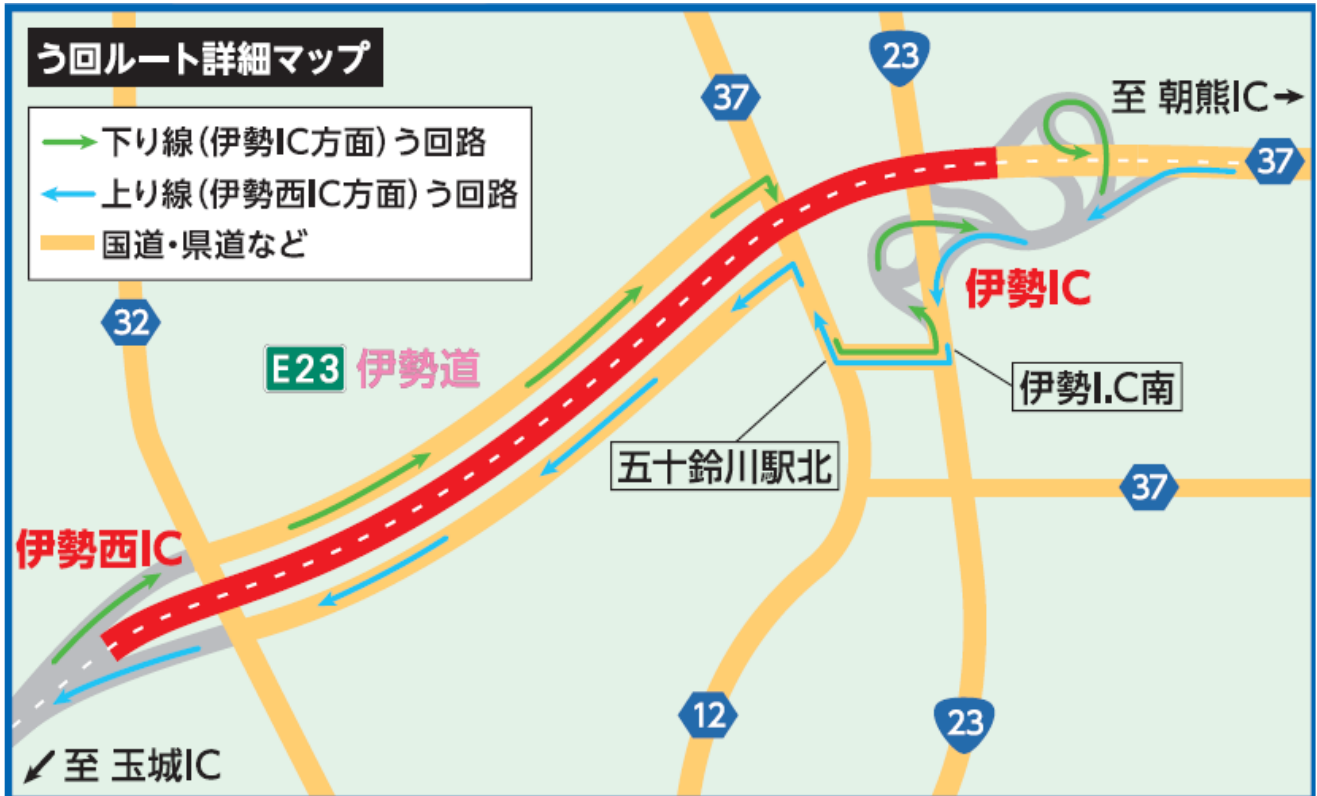 う回ルート詳細マップ
下り線(伊勢IC方面)う回路
上り線(伊勢西IC方面)う回路
国道・県道など
23
37
至 朝熊IC→
37
32
E23 伊勢道
伊勢IC
伊勢I.C南
五十鈴川駅北
37
伊勢西IC
12
23
至 玉城IC